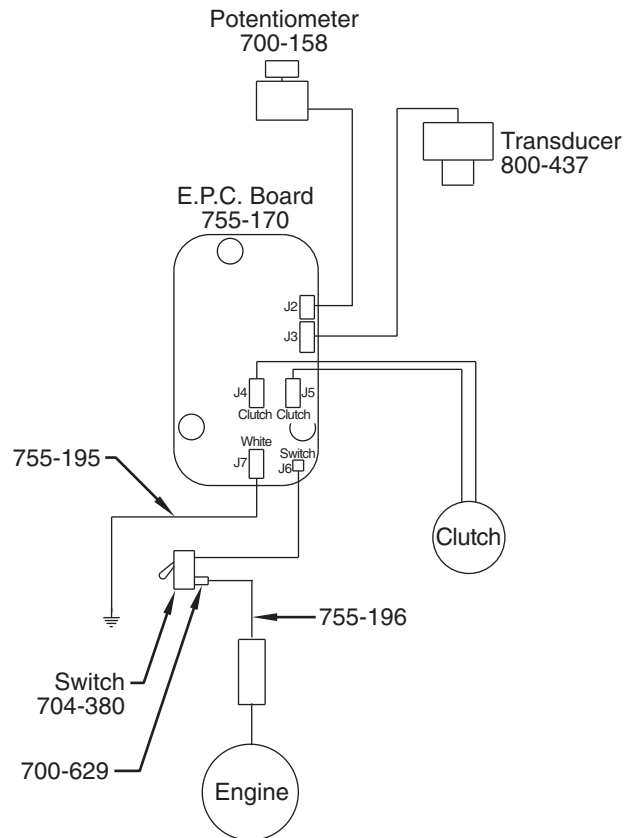 Potentiometer
700-158
Transducer
800-437
E.P.C. Board
755-170
J2
J3
J4
J5
Clutch
Clutch
White
Switch
J7
J6
755-195
Clutch
755-196
Switch
704-380
700-629
Engine